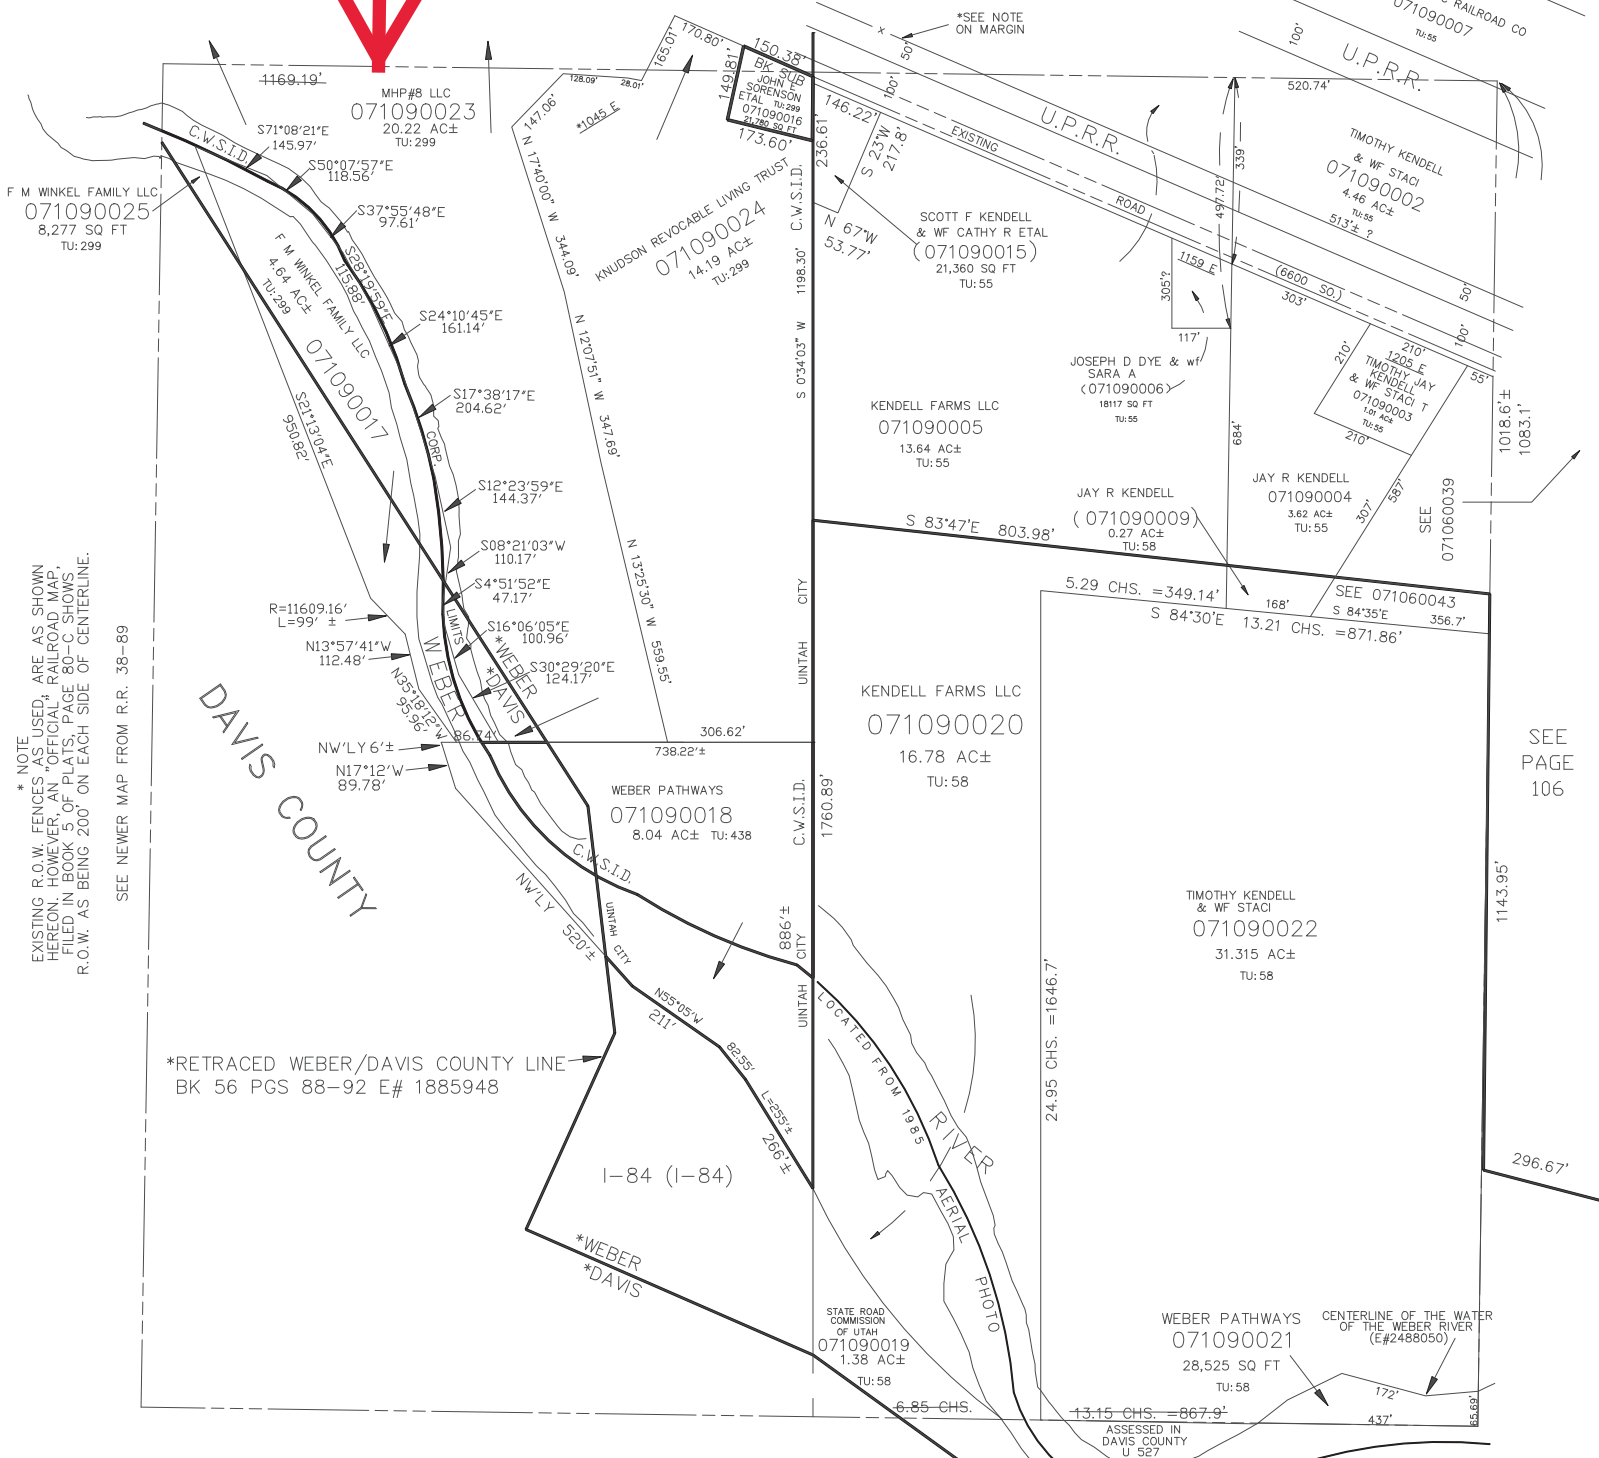 RAILROAD CO
071090007
TU: 55
*SEE NOTE
ON MARGIN
x
50'
100'
100'
U.P.R.R.
520.74'
U.P.R.R.
1169.19'
MHP#8 LLC
071090023
20.22 AC±
TU: 299
147.06'
128.09'
28.01'
165.01'
170.80'
*1045 E
150.38'
149.81'
BK SUB
JOHN E
SORENSON
ETAL TU: 299
071090016
21,780 SQ FT
173.60'
146.22'
236.61'
S 23°W
217.8'
N 67°W
53.77'
EXISTING
ROAD
(6600 SO.)
339'
497.72'
TIMOTHY KENDELL
& WF STACI
071090002
4.46 AC±
TU: 55
513'± ?
C.W.S.I.D.
S71°08'21"E
145.97'
S50°07'57"E
118.56'
S37°55'48"E
97.61'
S28°19'59"E
115.88'
S24°10'45"E
161.14'
S17°38'17"E
204.62'
CORP.
S12°23'59"E
144.37'
S08°21'03"W
110.17'
S4°51'52"E
47.17'
LIMITS
S16°06'05"E
100.96'
S30°29'20"E
124.17'
F M WINKEL FAMILY LLC
071090025
8,277 SQ FT
TU: 299
F M WINKEL FAMILY LLC
4.64 AC±
TU: 299
071090017
S21°13'04"E
950.82'
N 17°40'00" W 344.09'
N 12°07'51" W 347.69'
N 13°25'30" W 559.55'
KNUDSON REVOCABLE LIVING TRUST
071090024
14.19 AC±
TU: 299
S 0°34'03" W 1198.30' C.W.S.I.D.
SCOTT F KENDELL
& WF CATHY R ETAL
(071090015)
21,360 SQ FT
TU: 55
1159 E
305'?
117'
303'
50'
100'
JOSEPH D DYE & wf
SARA A
(071090006)
18117 SQ FT
TU: 55
210'
210'
1205 E
TIMOTHY JAY
KENDELL
& WF STACI T
071090003
1.01 AC±
TU: 55
210'
55'
KENDELL FARMS LLC
071090005
13.64 AC±
TU: 55
684'
JAY R KENDELL
071090004
3.62 AC±
TU: 55
307'
587'
1018.6'±
1083.1'
SEE
071060039
JAY R KENDELL
(071090009)
0.27 AC±
TU: 58
S 83°47'E 803.98'
5.29 CHS. =349.14'
168'
SEE 071060043
S 84°35'E
356.7'
S 84°30'E 13.21 CHS. =871.86'
R=11609.16'
L=99' ±
N13°57'41"W
112.48'
N35°18'12"W
95.96'
WEBER
*WEBER
*DAVIS
86.74'
306.62'
738.22'±
NW'LY 6'±
N17°12'W
89.78'
UINTAH CITY
WEBER PATHWAYS
071090018
8.04 AC± TU: 438
C.W.S.I.D.
1760.89'
C.W.S.I.D.
NW'LY
520'±
UINTAH CITY
886'±
UINTAH CITY
* NOTE
EXISTING R.O.W. FENCES AS USED, ARE AS SHOWN
HEREON. HOWEVER, AN "OFFICIAL" RAILROAD MAP,
FILED IN BOOK 5 OF PLATS, PAGE 80-C SHOWS
R.O.W. AS BEING 200' ON EACH SIDE OF CENTERLINE.
SEE NEWER MAP FROM R.R. 38-89
DAVIS COUNTY
KENDELL FARMS LLC
071090020
16.78 AC±
TU: 58
SEE
PAGE
106
TIMOTHY KENDELL
& WF STACI
071090022
31.315 AC±
TU: 58
1143.95'
24.95 CHS. =1646.7'
N55°05'W
211'
82.55'
L=255'±
266'±
*RETRACED WEBER/DAVIS COUNTY LINE
BK 56 PGS 88-92 E# 1885948
LOCATED FROM 1985
AERIAL
PHOTO
RIVER
I-84 (I-84)
*WEBER
*DAVIS
296.67'
STATE ROAD
COMMISSION
OF UTAH
071090019
1.38 AC±
TU: 58
WEBER PATHWAYS
071090021
28,525 SQ FT
TU: 58
CENTERLINE OF THE WATER
OF THE WEBER RIVER
(E#2488050)
172'
437'
65.69'
6.85 CHS.
13.15 CHS. =867.9'
ASSESSED IN
DAVIS COUNTY
U 527